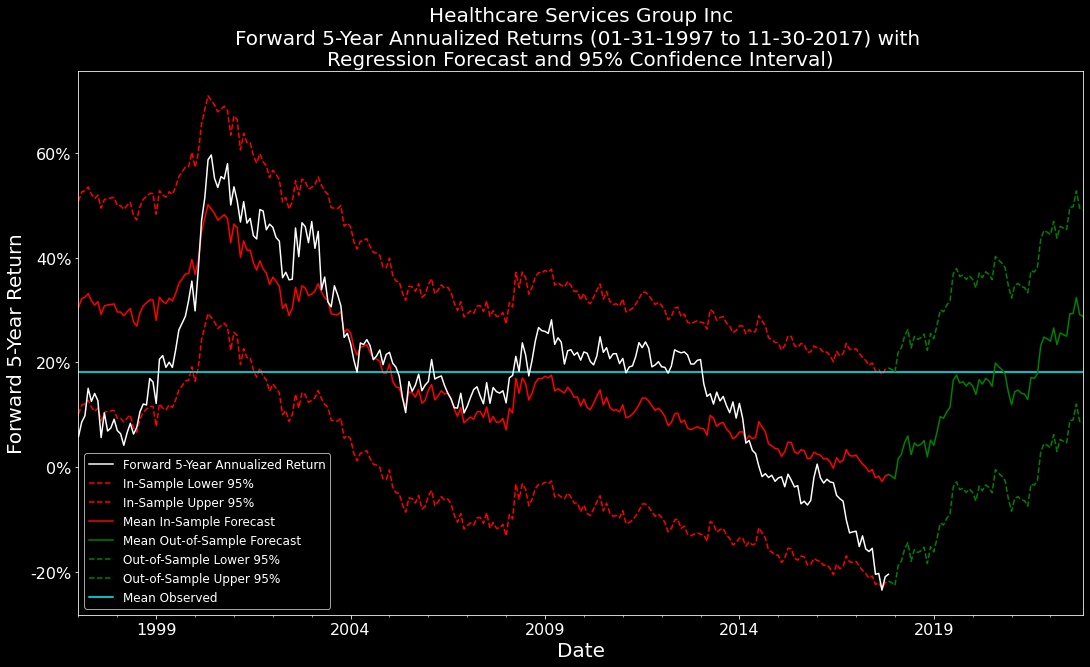 Healthcare Services Group Inc
Forward 5-Year Annualized Returns (01-31-1997 to 11-30-2017) with
Regression Forecast and 95% Confidence Interval)
Forward 5-Year Return
60%
40%
20%
0%
-20%
Forward 5-Year Annualized Return
In-Sample Lower 95%
In-Sample Upper 95%
Mean In-Sample Forecast
Mean Out-of-Sample Forecast
Out-of-Sample Lower 95%
Out-of-Sample Upper 95%
Mean Observed
1999 2004 2009 2014 2019
Date